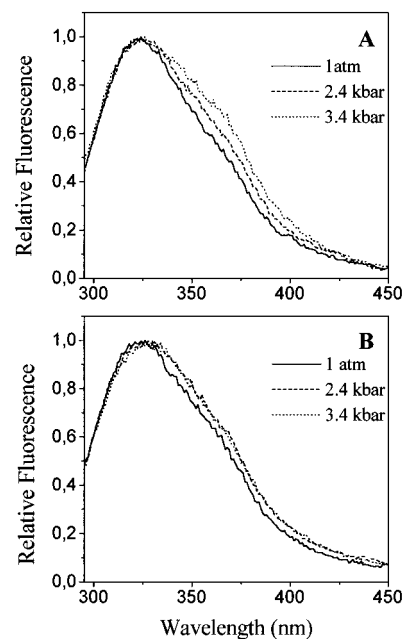 A
1atm
2.4 kbar
3.4 kbar
Relative Fluorescence
1,0
0,8
0,6
0,4
0,2
0,0
300 350 400 450
B
1 atm
2.4 kbar
3.4 kbar
Relative Fluorescence
1,0
0,8
0,6
0,4
0,2
0,0
300 350 400 450
Wavelength (nm)